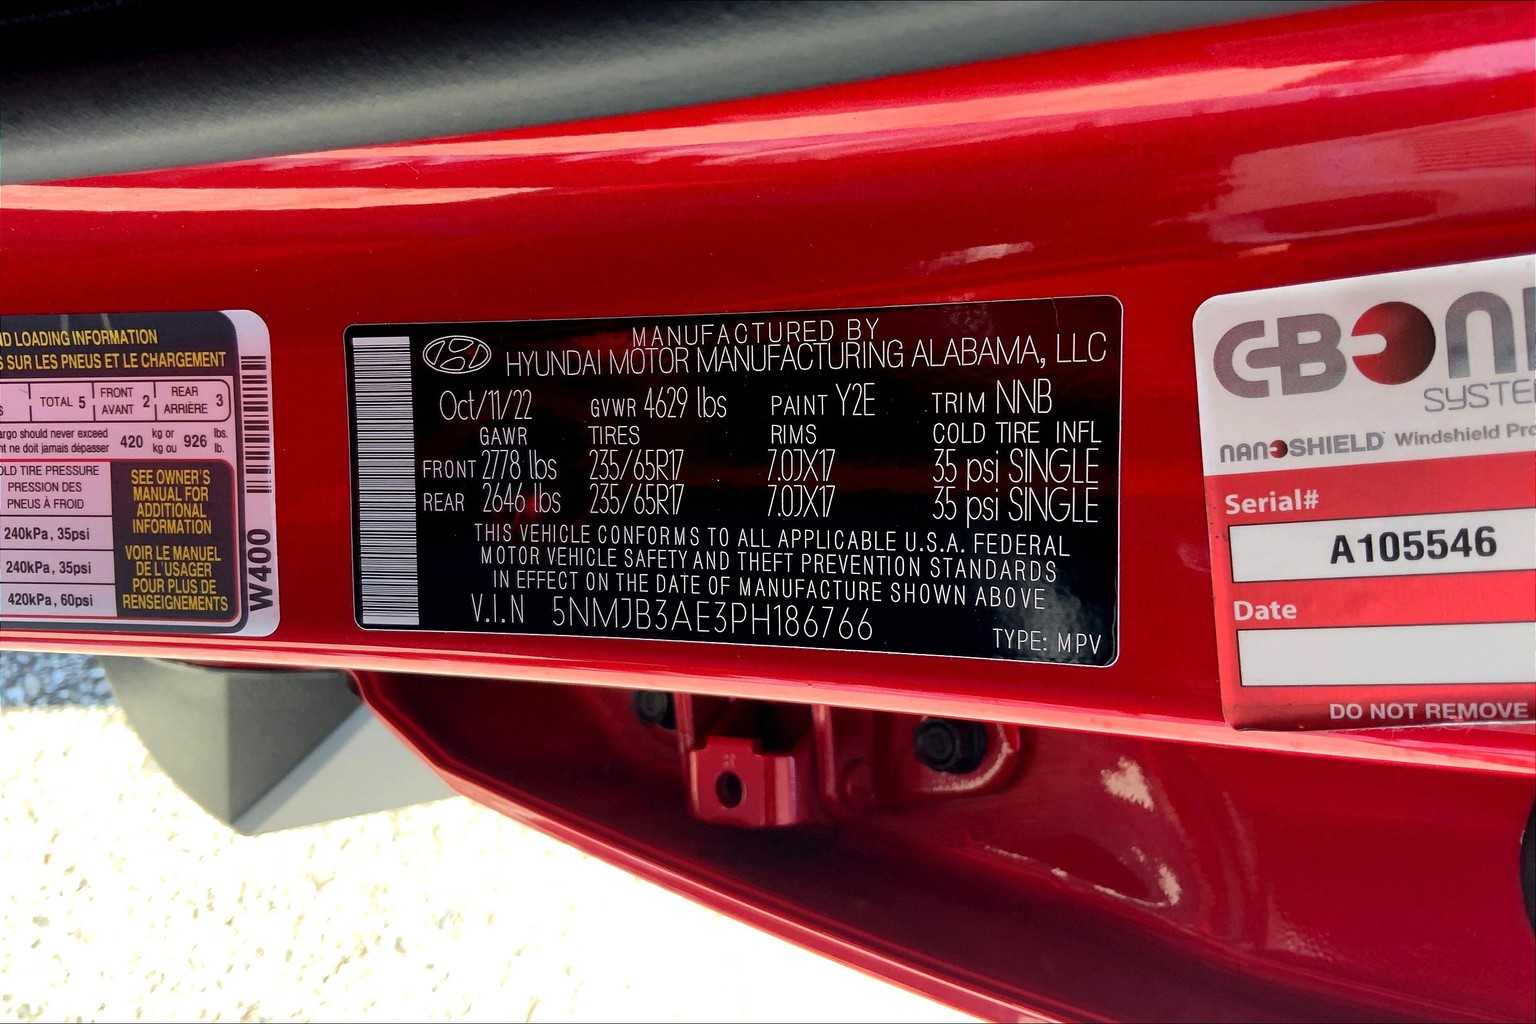 ND LOADING INFORMATION
S SUR LES PNEUS ET LE CHARGEMENT
TOTAL 5 FRONT AVANT 2 REAR ARRIÈRE 3
argo should never exceed
nt ne doit jamais dépasser
420 kg or kg ou 926 lbs. lb.
OLD TIRE PRESSURE
PRESSION DES
PNEUS À FROID
240kPa, 35psi
240kPa, 35psi
420kPa, 60psi
SEE OWNER'S
MANUAL FOR
ADDITIONAL
INFORMATION
VOIR LE MANUEL
DE L'USAGER
POUR PLUS DE
RENSEIGNEMENTS
W400
MANUFACTURED BY
HYUNDAI MOTOR MANUFACTURING ALABAMA, LLC
Oct/11/22 GVWR 4629 lbs PAINT Y2E TRIM NNB
GAWR TIRES RIMS COLD TIRE INFL
FRONT 2778 lbs 235/65R17 7.0JX17 35 psi SINGLE
REAR 2646 lbs 235/65R17 7.0JX17 35 psi SINGLE
THIS VEHICLE CONFORMS TO ALL APPLICABLE U.S.A. FEDERAL
MOTOR VEHICLE SAFETY AND THEFT PREVENTION STANDARDS
IN EFFECT ON THE DATE OF MANUFACTURE SHOWN ABOVE
V.I.N 5NMJB3AE3PH186766
TYPE: MPV
C-BOND
SYSTE
NANOSHIELD Windshield Pro
Serial#
A105546
Date
DO NOT REMOVE